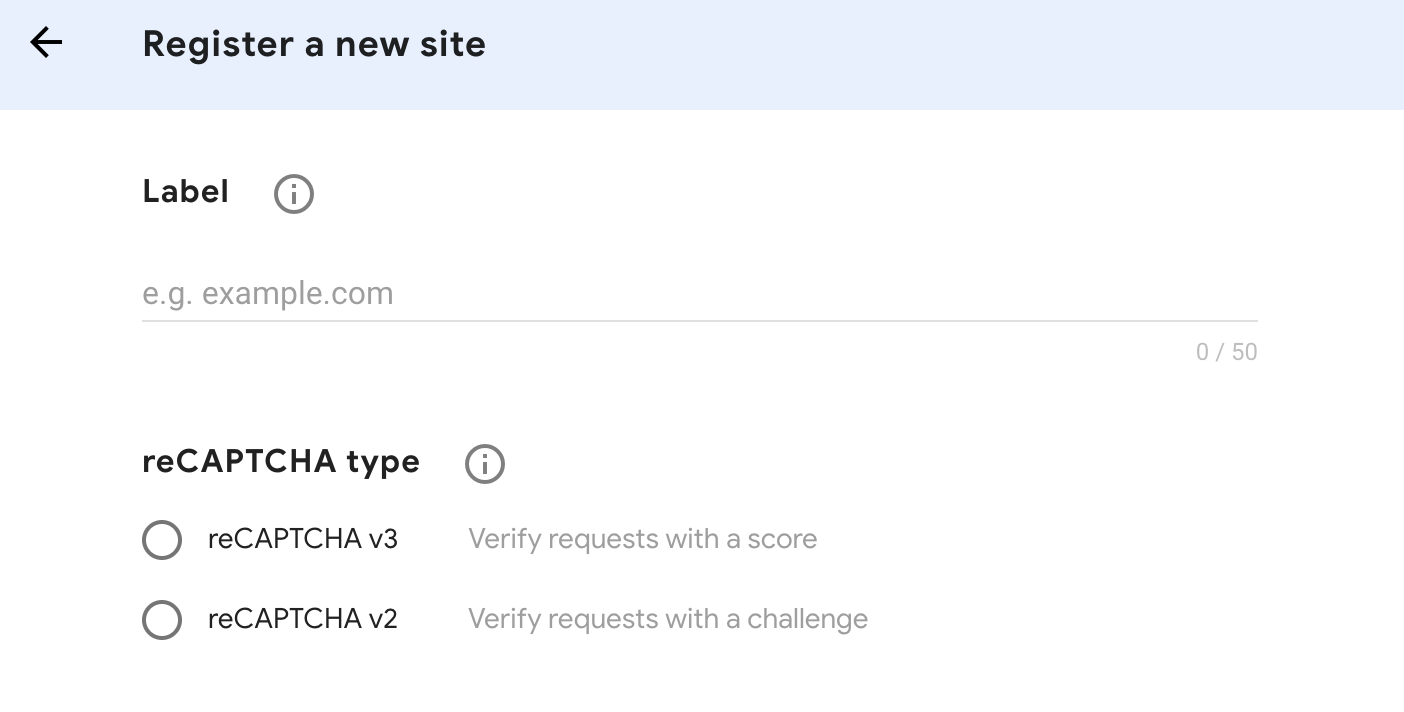 Register a new site
Label
e.g. example.com
0 / 50
reCAPTCHA type
reCAPTCHA v3 Verify requests with a score
reCAPTCHA v2 Verify requests with a challenge